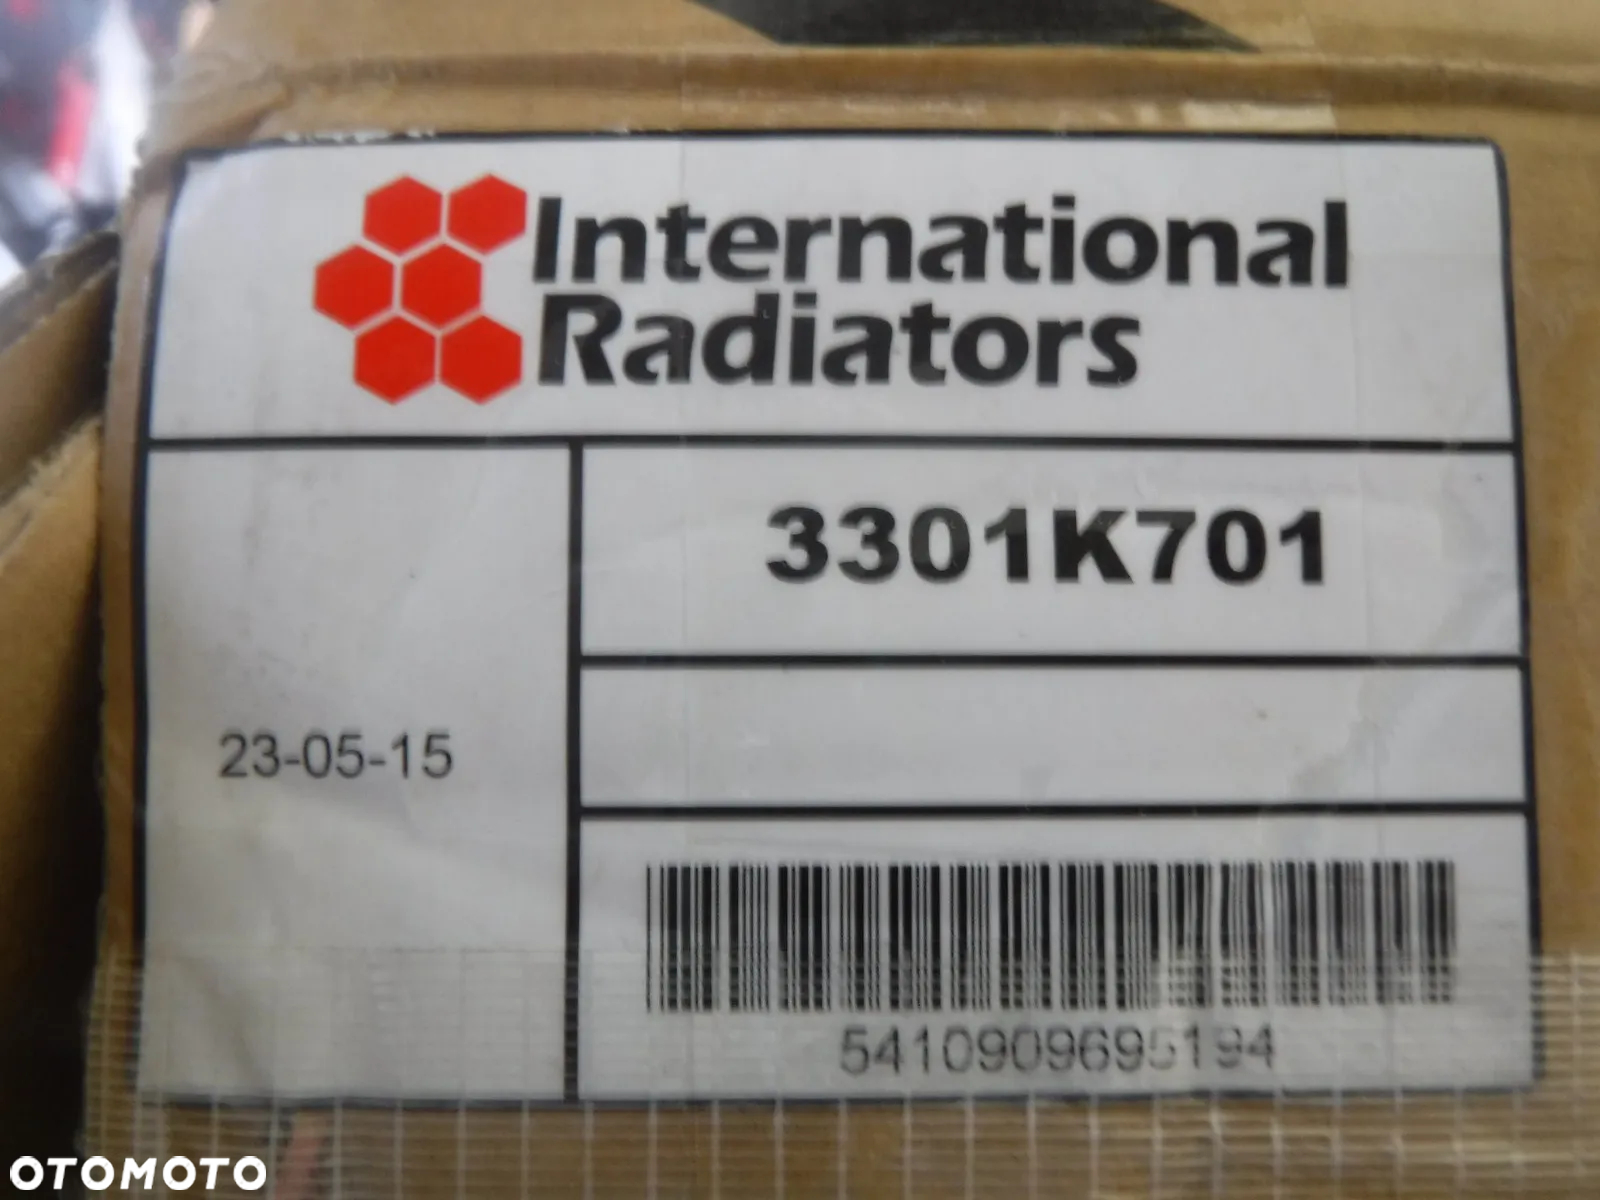 International
Radiators
3301K701
23-05-15
5410909695194
OTOMOTO